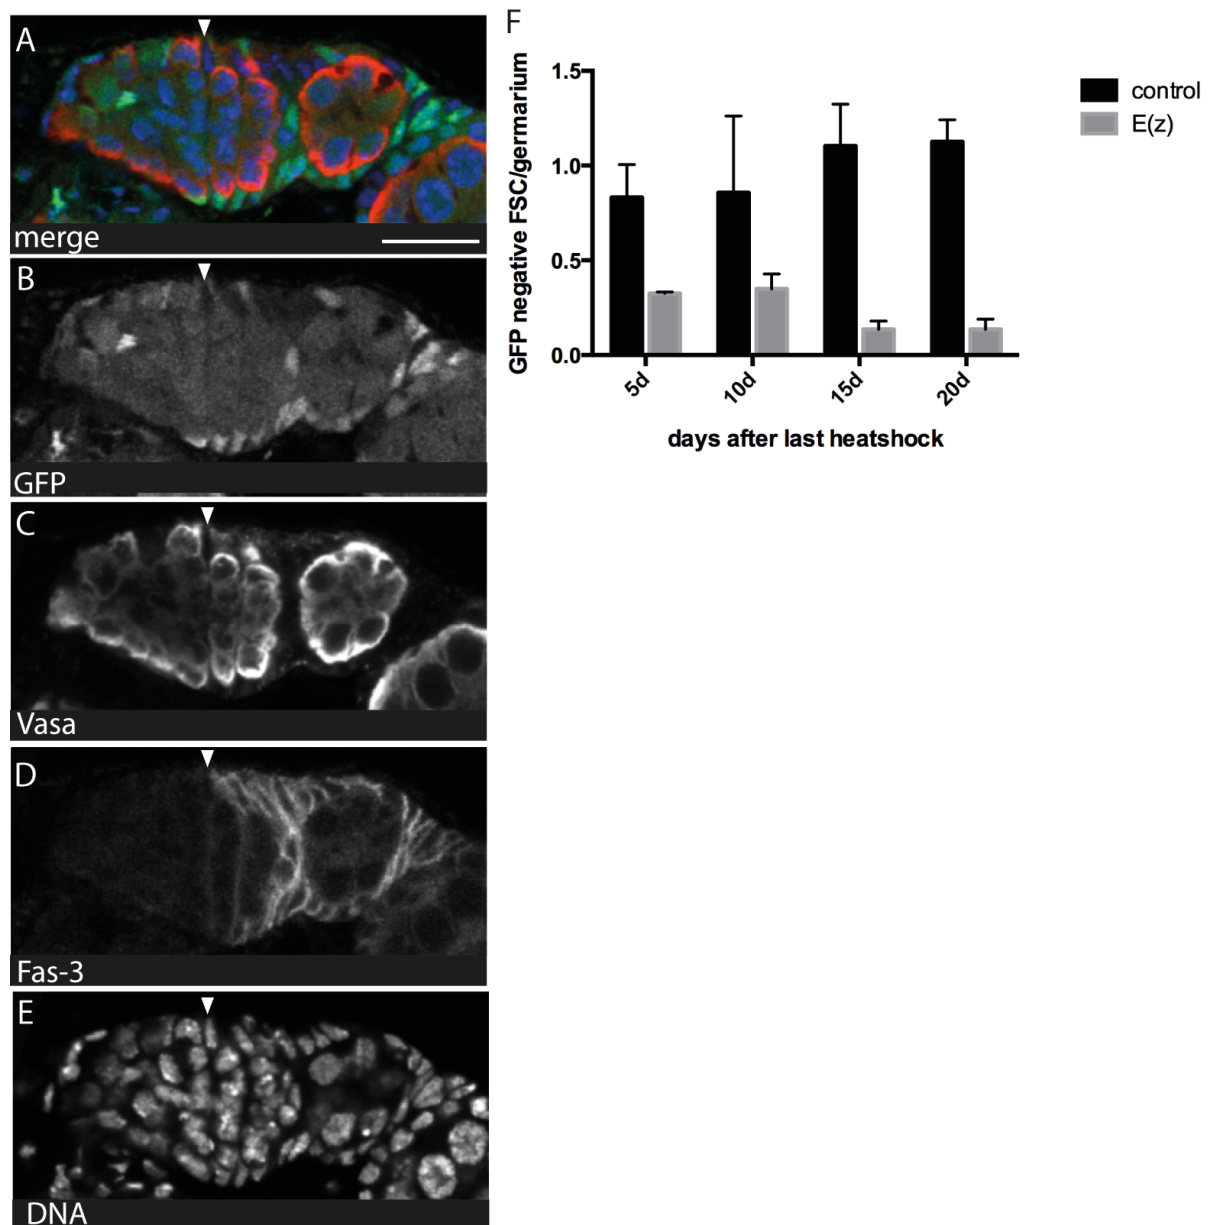 A
merge
B
GFP
C
Vasa
D
Fas-3
E
DNA
F
GFP negative FSC/germarium
1.5
1.0
0.5
0.0
5d
10d
15d
20d
days after last heatshock
control
E(z)